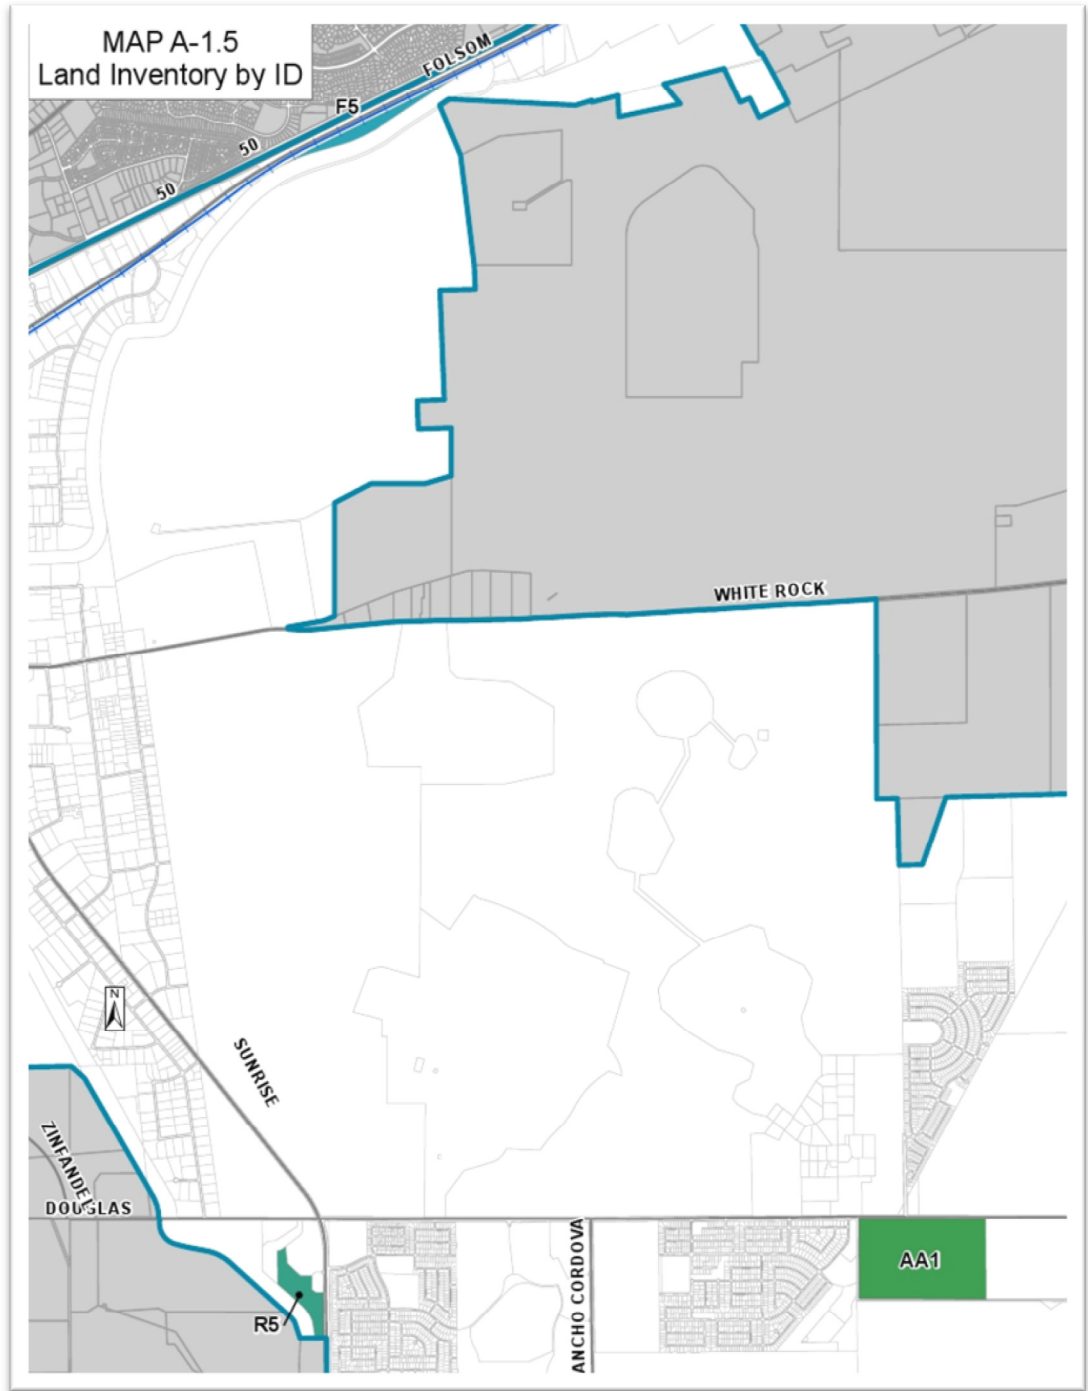 MAP A-1.5
Land Inventory by ID
FOLSOM
F5
50
50
WHITE ROCK
N
SUNRISE
ZINFANDEL
DOUGLAS
ANCHO CORDOVA
AA1
R5